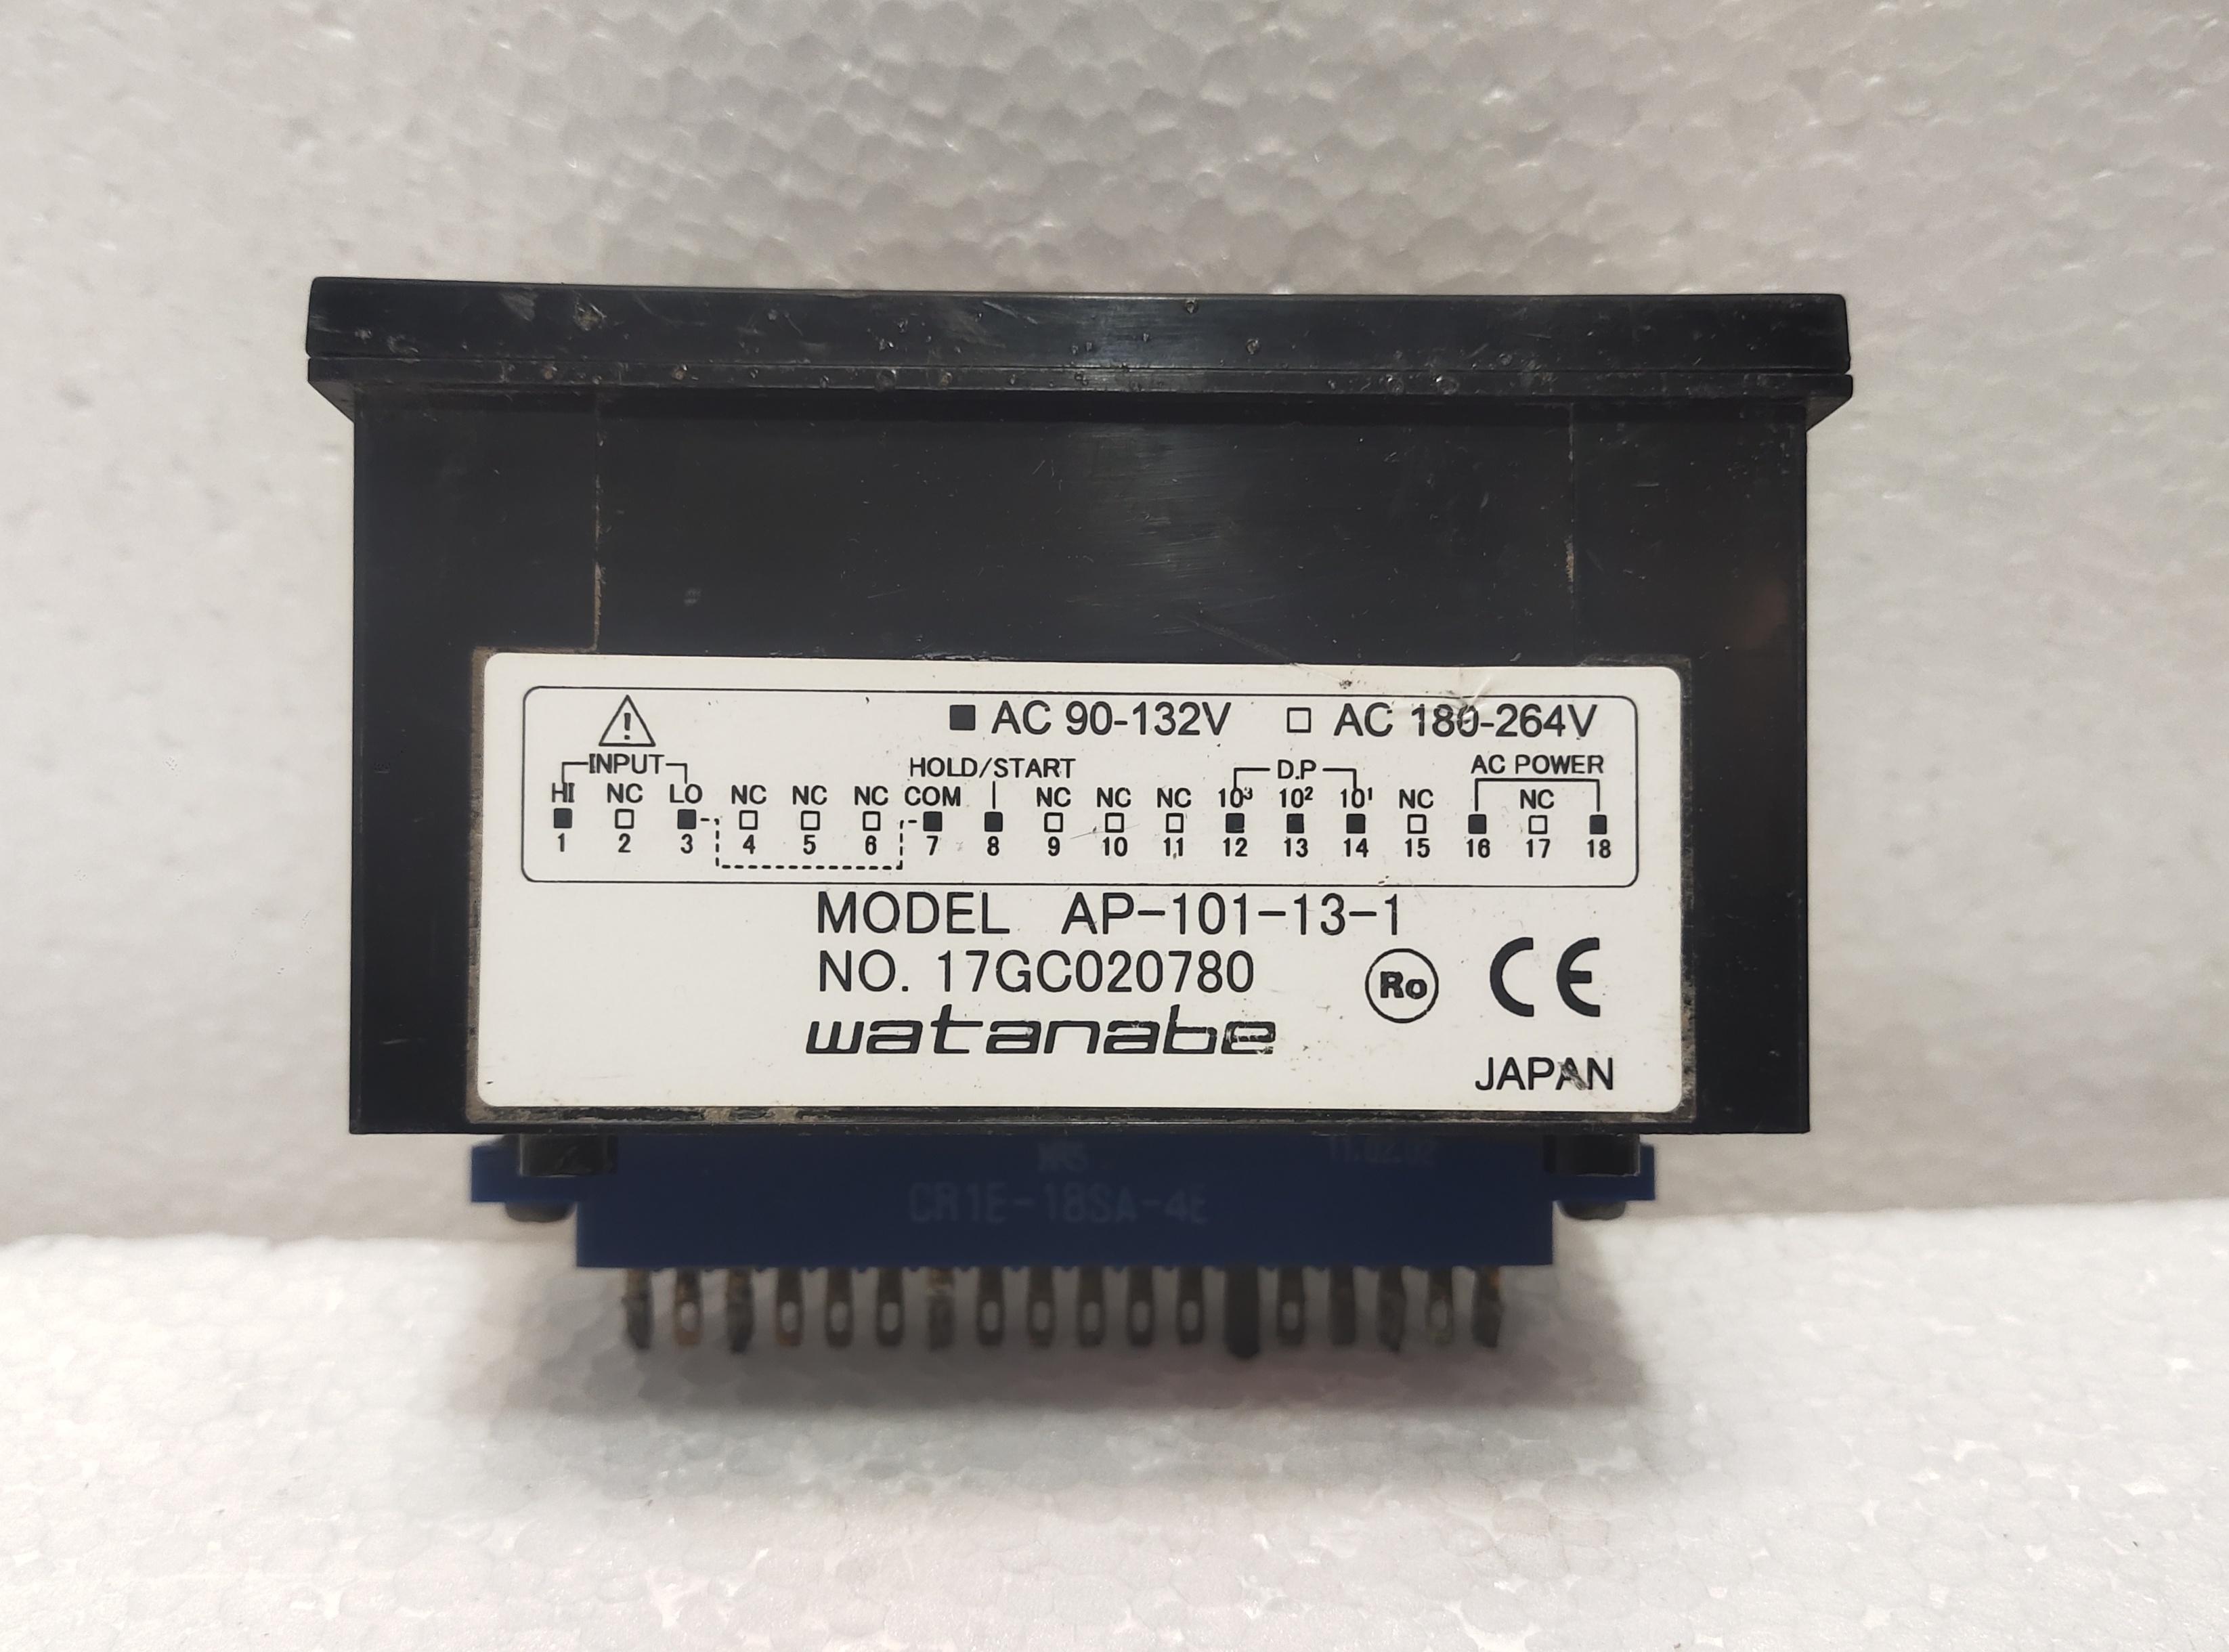 ■ AC 90-132V □ AC 180-264V
INPUT HOLD/START D.P AC POWER
HI NC LO NC NC NC COM NC NC NC 10³ 10² 10¹ NC NC
1 2 3 4 5 6 7 8 9 10 11 12 13 14 15 16 17 18
MODEL AP-101-13-1
NO. 17GC020780
Ro CE
watanabe
JAPAN
CR1E-18SA-4E